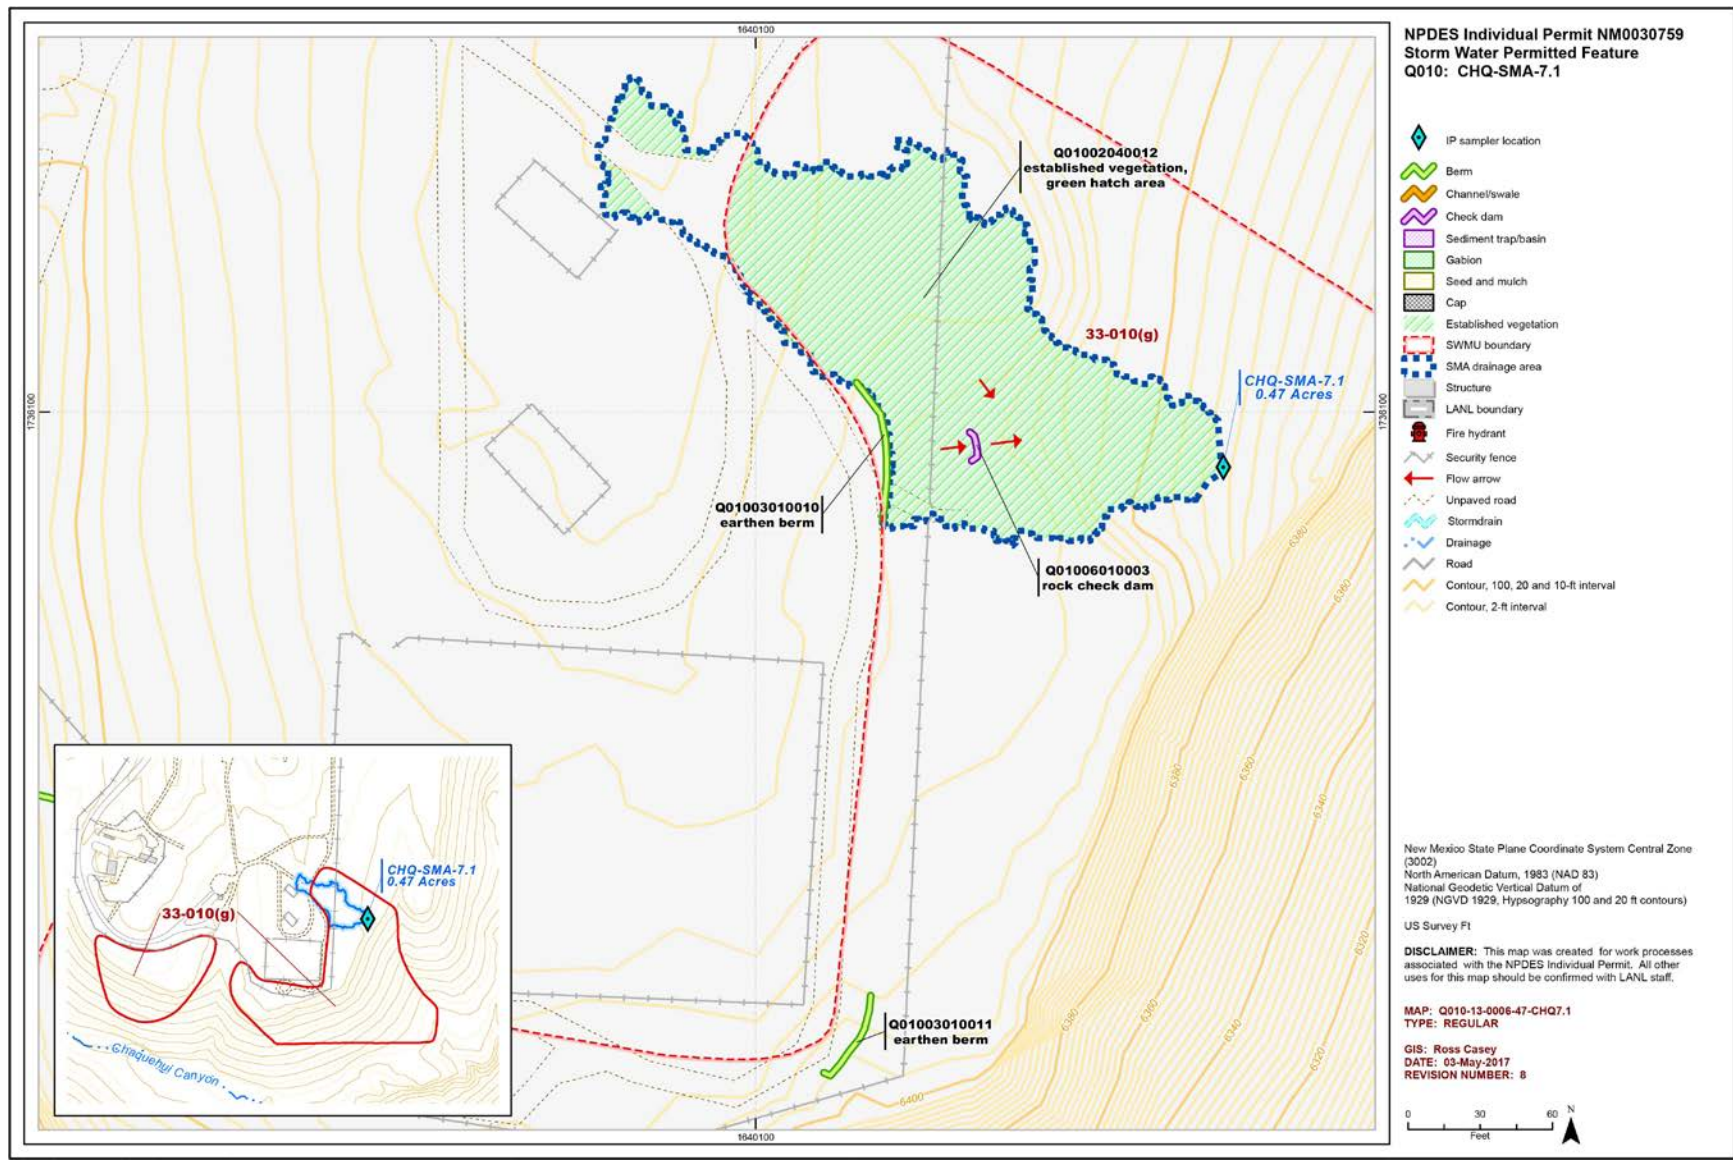 NPDES Individual Permit NM0030759
Storm Water Permitted Feature
Q010: CHQ-SMA-7.1
IP sampler location
Berm
Channel/swale
Check dam
Sediment trap/basin
Gabion
Seed and mulch
Cap
Established vegetation
SWMU boundary
SMA drainage area
Structure
LANL boundary
Fire hydrant
Security fence
Flow arrow
Unpaved road
Stormdrain
Drainage
Road
Contour, 100, 20 and 10-ft interval
Contour, 2-ft interval
1640100
Q01002040012
established vegetation,
green hatch area
33-010(g)
CHQ-SMA-7.1
0.47 Acres
1736100
1736100
Q01003010010
earthen berm
Q01006010003
rock check dam
6380
6360
6380
6360
6340
6320
6380
6360
6340
6320
6400
Q01003010011
earthen berm
CHQ-SMA-7.1
0.47 Acres
33-010(g)
Chaquehui Canyon
1640100
New Mexico State Plane Coordinate System Central Zone
(3002)
North American Datum, 1983 (NAD 83)
National Geodetic Vertical Datum of
1929 (NGVD 1929, Hypsography 100 and 20 ft contours)
US Survey Ft
DISCLAIMER: This map was created for work processes
associated with the NPDES Individual Permit. All other
uses for this map should be confirmed with LANL staff.
MAP: Q010-13-0006-47-CHQ7.1
TYPE: REGULAR
GIS: Ross Casey
DATE: 03-May-2017
REVISION NUMBER: 8
0 30 60
Feet
N